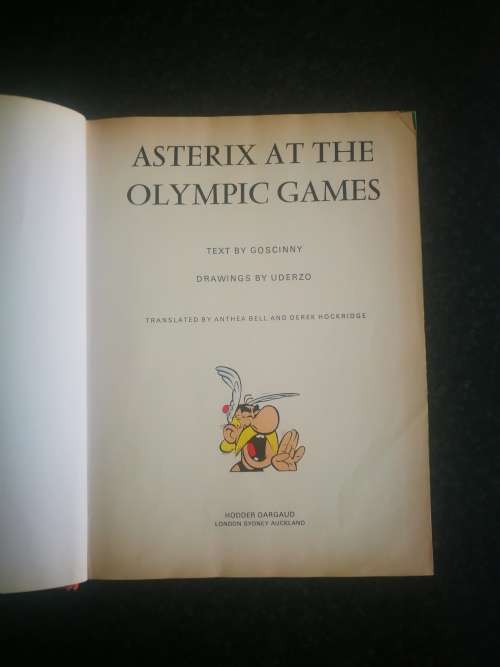 ASTERIX AT THE
OLYMPIC GAMES
TEXT BY GOSCINNY
DRAWINGS BY UDERZO
TRANSLATED BY ANTHEA BELL AND DEREK HOCKRIDGE
HODDER DARGAUD
LONDON SYDNEY AUCKLAND